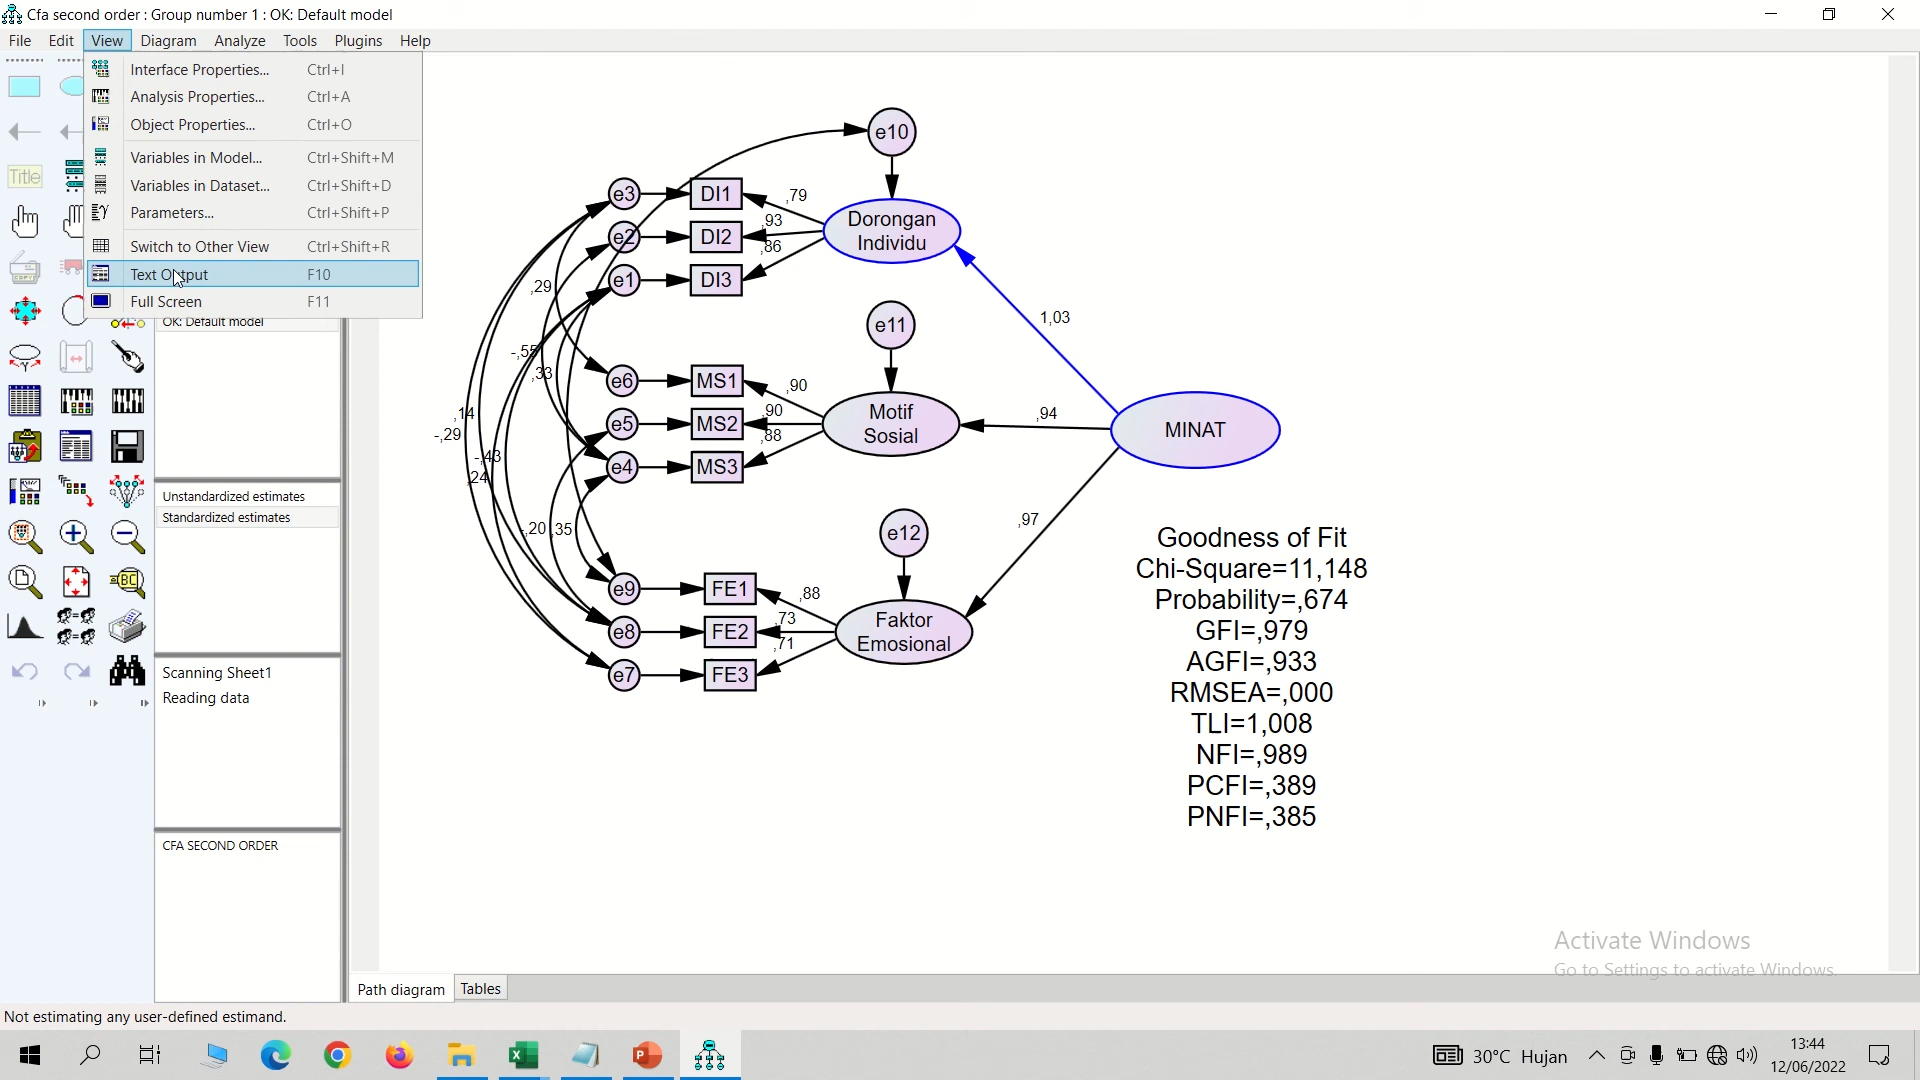 Cfa second order : Group number 1 : OK: Default model
File Edit View Diagram Analyze Tools Plugins Help
Interface Properties... Ctrl+I
Analysis Properties... Ctrl+A
Object Properties... Ctrl+O
Variables in Model... Ctrl+Shift+M
Variables in Dataset... Ctrl+Shift+D
Parameters... Ctrl+Shift+P
Switch to Other View Ctrl+Shift+R
Text Output F10
Full Screen F11
Title
OK: Default model
Unstandardized estimates
Standardized estimates
Scanning Sheet1
Reading data
CFA SECOND ORDER
e10
e3 DI1 ,79
e2 DI2 ,93
e1 DI3 ,86
Dorongan
Individu
,29
e11
1,03
-,55
,33
e6 MS1 ,90
e5 MS2 ,90
e4 MS3 ,88
Motif
Sosial
,94
MINAT
,14
-,29
-,43
,24
-,20 ,35
e12
,97
e9 FE1 ,88
e8 FE2 ,73
e7 FE3 ,71
Faktor
Emosional
Goodness of Fit
Chi-Square=11,148
Probability=,674
GFI=,979
AGFI=,933
RMSEA=,000
TLI=1,008
NFI=,989
PCFI=,389
PNFI=,385
Activate Windows
Go to Settings to activate Windows.
Path diagram Tables
Not estimating any user-defined estimand.
30°C Hujan
13:44
12/06/2022